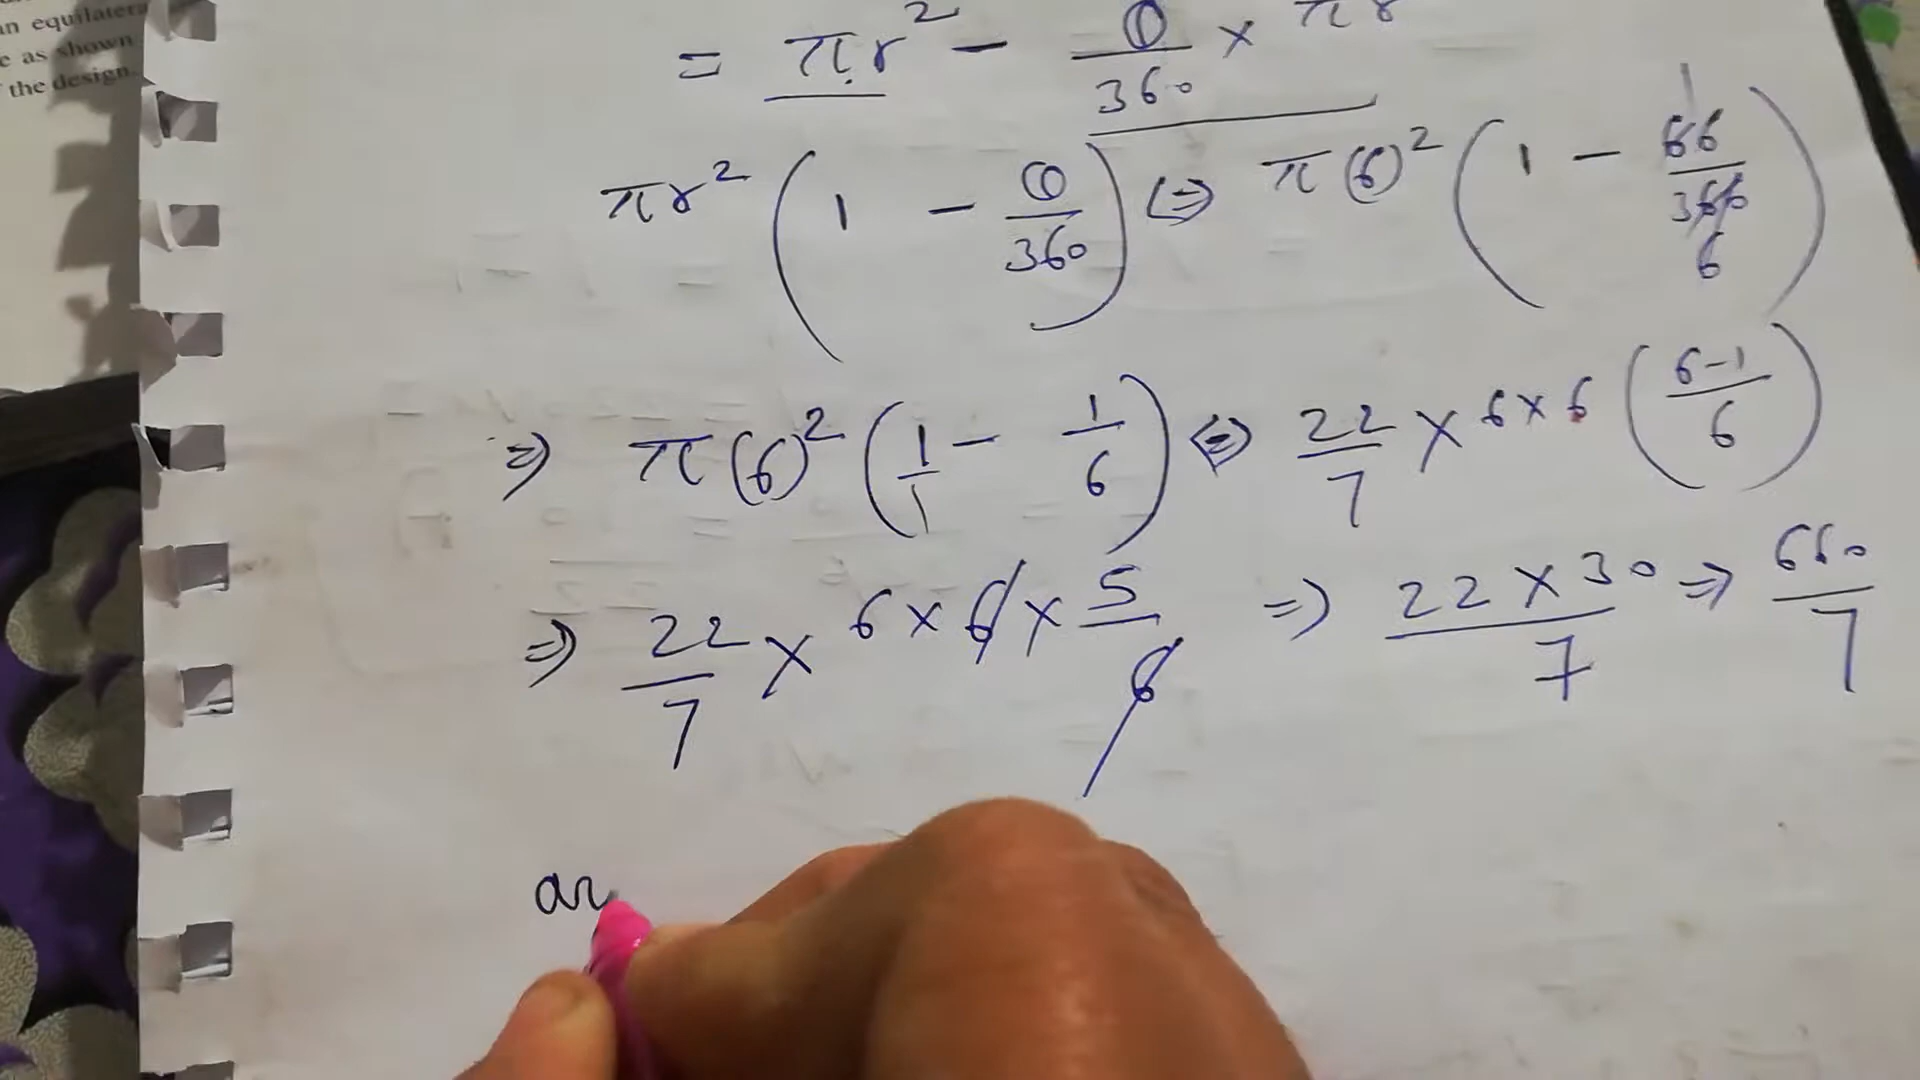 n equilatera
e as shown
the design.
= πr² − θ/360 × πr
πr² (1 − θ/360) ⇔ π(6)² (1 − 60/360 1 6)
⇒ π(6)² (1/1 − 1/6) ⇔ 22/7 × 6 × 6 (6-1/6)
⇒ 22/7 × 6 × 6 × 5/6 ⇒ 22 × 30/7 ⇒ 660/7
ar